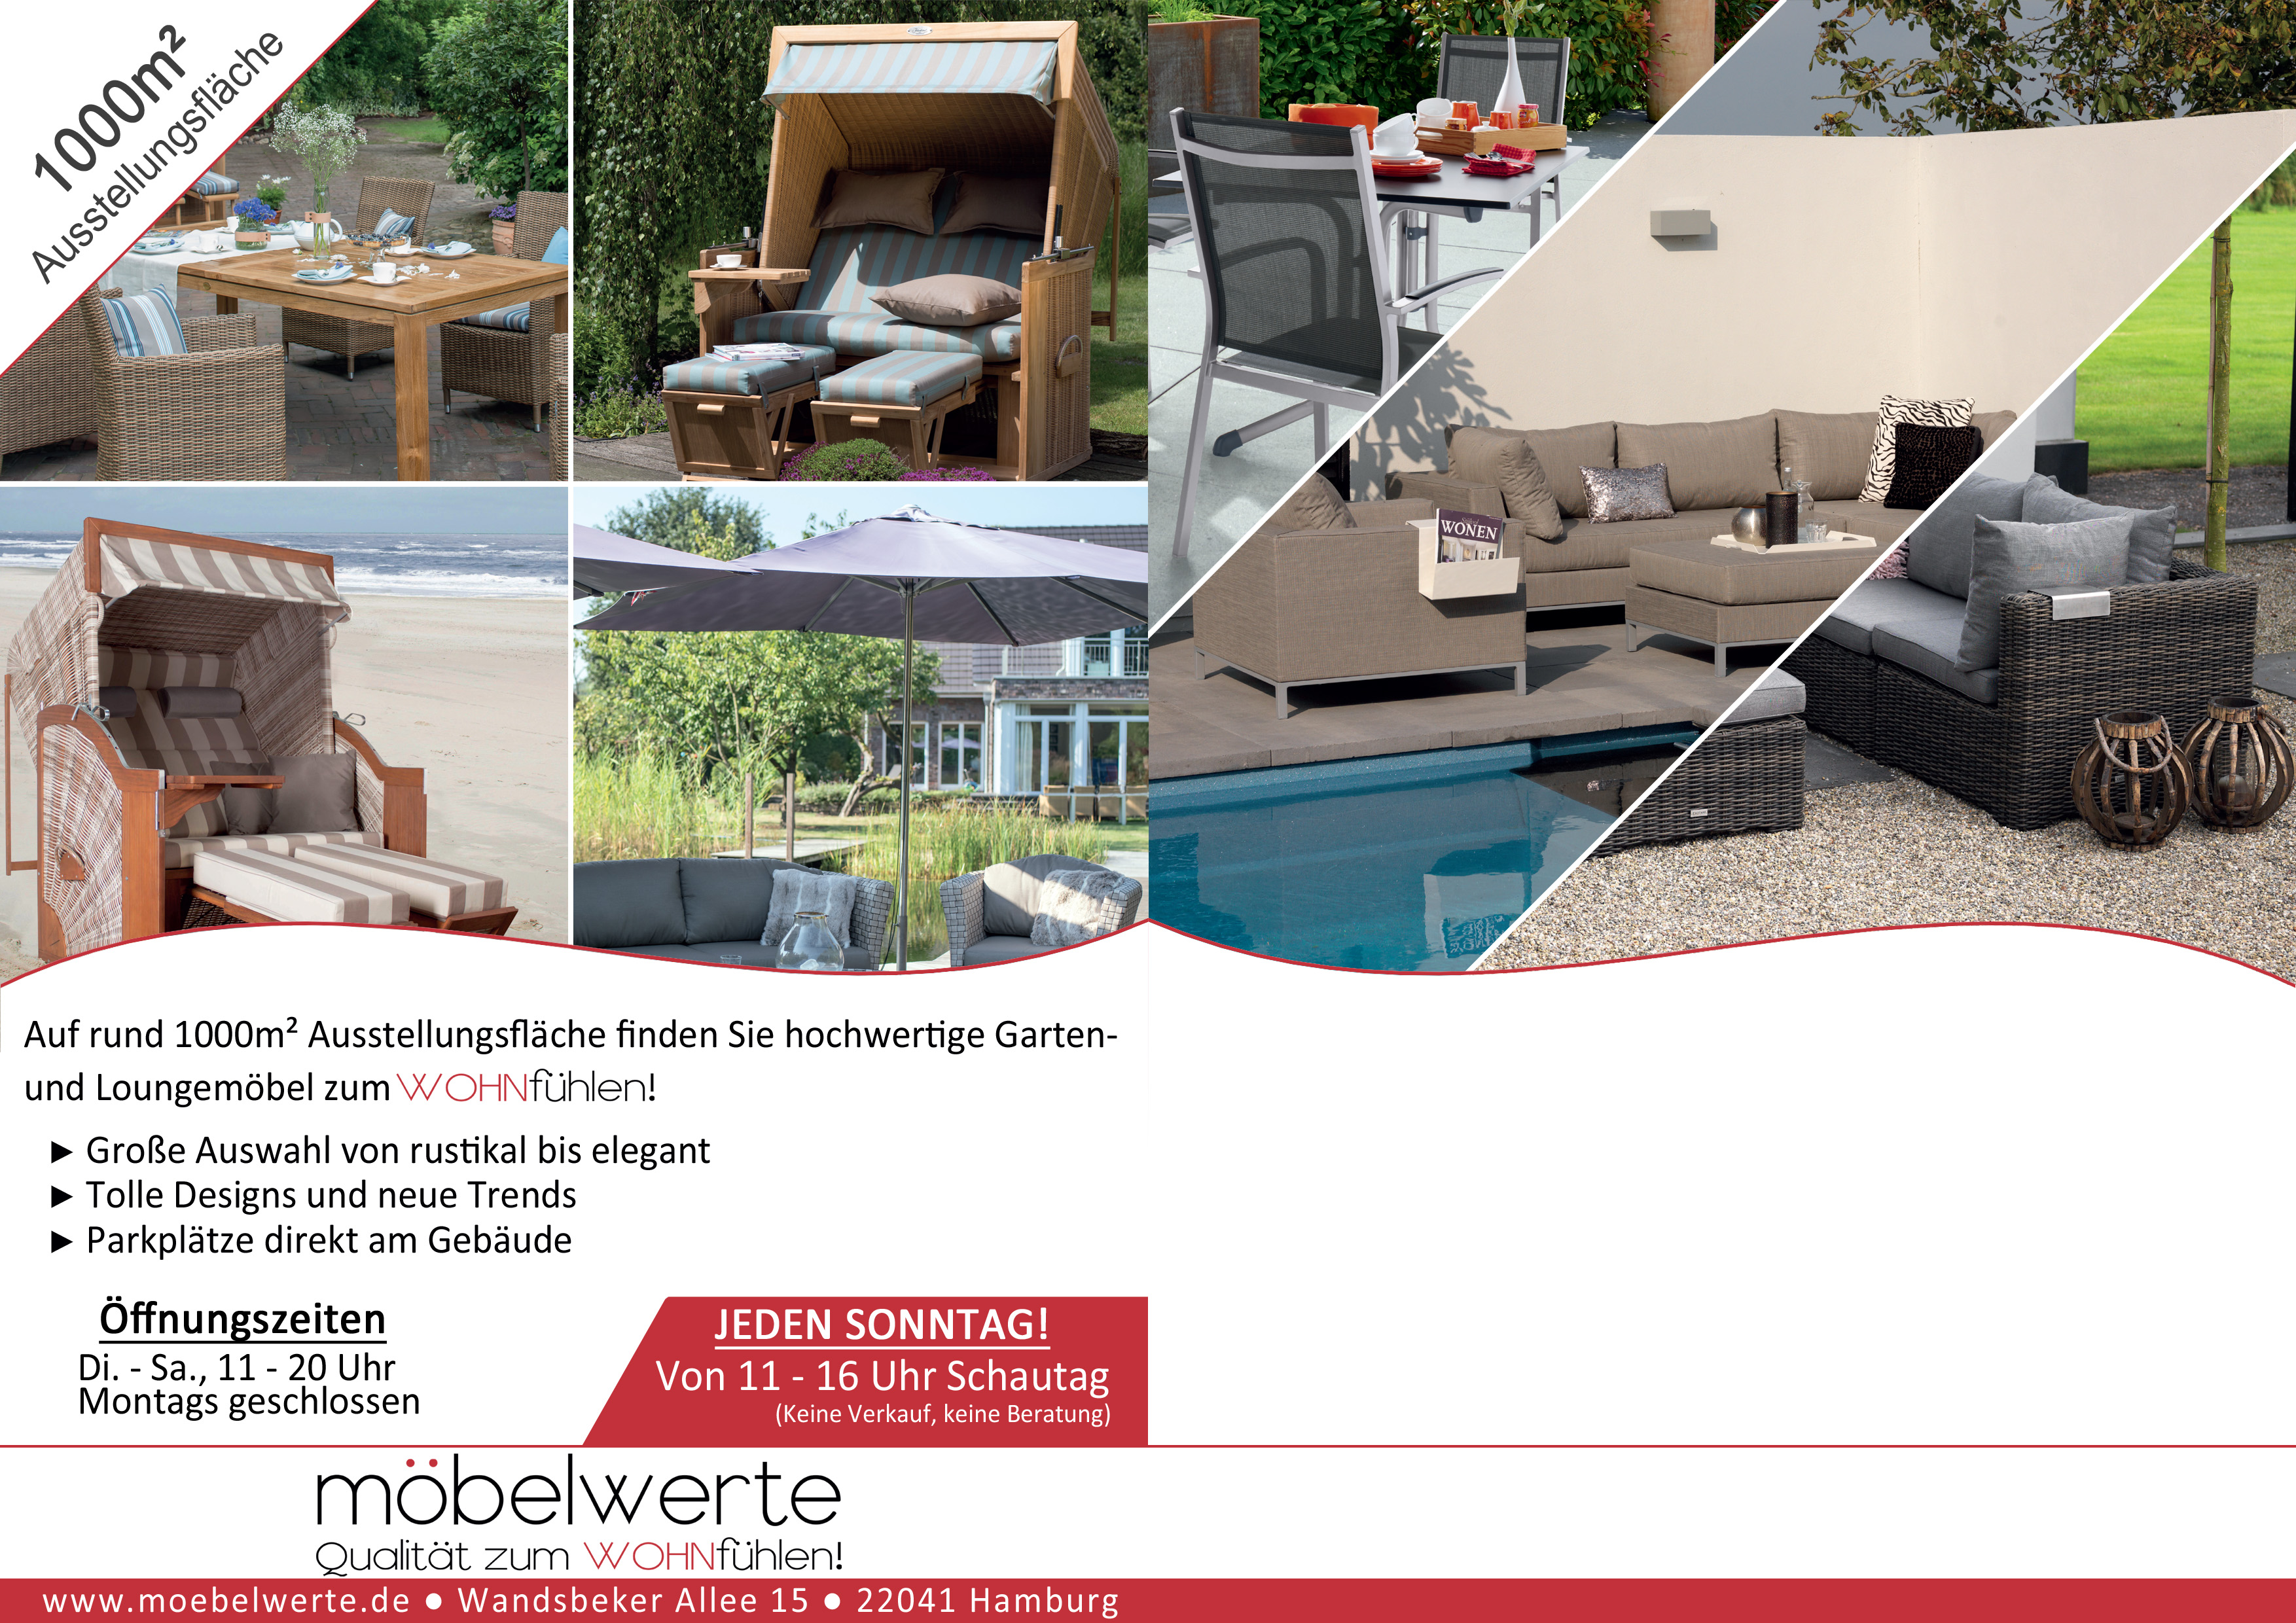 1000m²
Ausstellungsfläche
WONEN
Auf rund 1000m² Ausstellungsfläche finden Sie hochwertige Garten-
und Loungemöbel zum WOHNfühlen!
► Große Auswahl von rustikal bis elegant
► Tolle Designs und neue Trends
► Parkplätze direkt am Gebäude
Öffnungszeiten
Di. - Sa., 11 - 20 Uhr
Montags geschlossen
JEDEN SONNTAG!
Von 11 - 16 Uhr Schautag
(Keine Verkauf, keine Beratung)
möbelwerte
Qualität zum WOHNfühlen!
www.moebelwerte.de ● Wandsbeker Allee 15 ● 22041 Hamburg